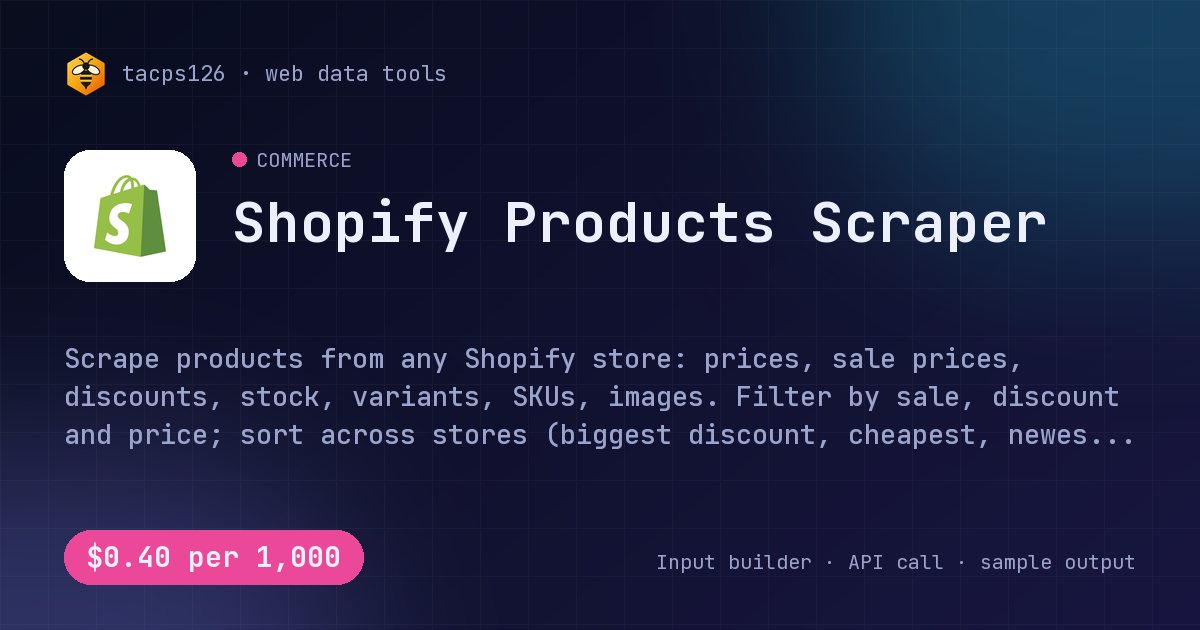 tacps126 · web data tools
COMMERCE
Shopify Products Scraper
Scrape products from any Shopify store: prices, sale prices,
discounts, stock, variants, SKUs, images. Filter by sale, discount
and price; sort across stores (biggest discount, cheapest, newes...
$0.40 per 1,000
Input builder · API call · sample output